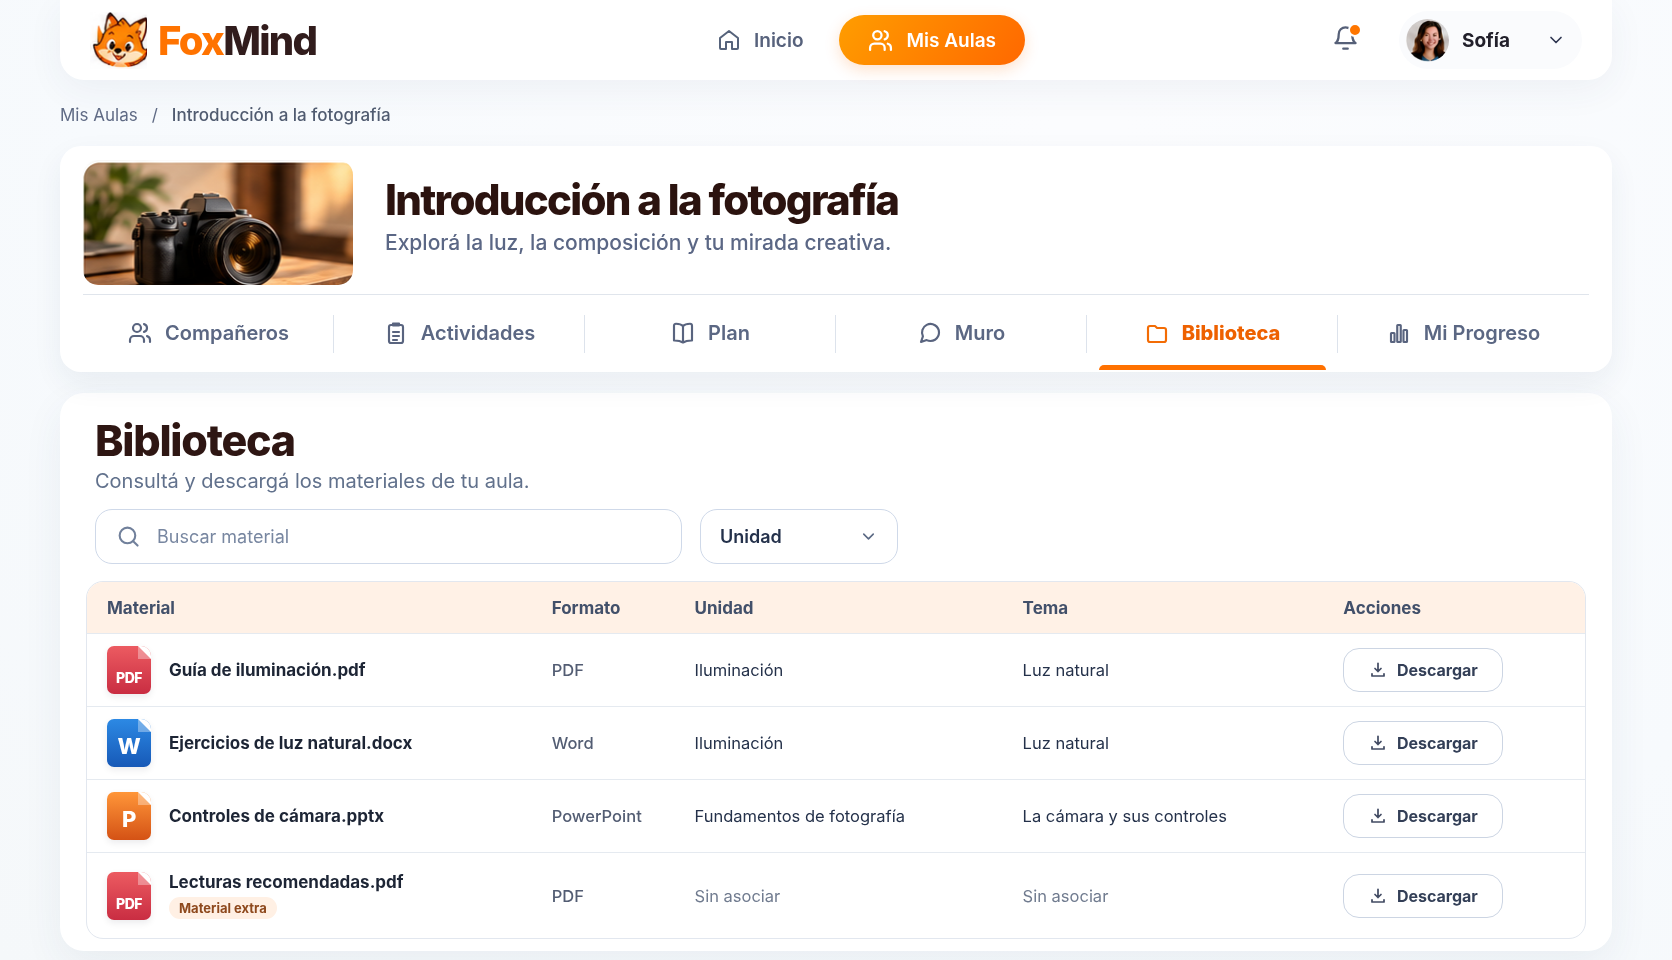 FoxMind
Inicio
Mis Aulas
Sofía
Mis Aulas / Introducción a la fotografía
Introducción a la fotografía
Explorá la luz, la composición y tu mirada creativa.
Compañeros
Actividades
Plan
Muro
Biblioteca
Mi Progreso
Biblioteca
Consultá y descargá los materiales de tu aula.
Buscar material
Unidad
Material Formato Unidad Tema Acciones
PDF Guía de iluminación.pdf PDF Iluminación Luz natural Descargar
W Ejercicios de luz natural.docx Word Iluminación Luz natural Descargar
P Controles de cámara.pptx PowerPoint Fundamentos de fotografía La cámara y sus controles Descargar
PDF Lecturas recomendadas.pdf PDF Sin asociar Sin asociar Descargar
Material extra